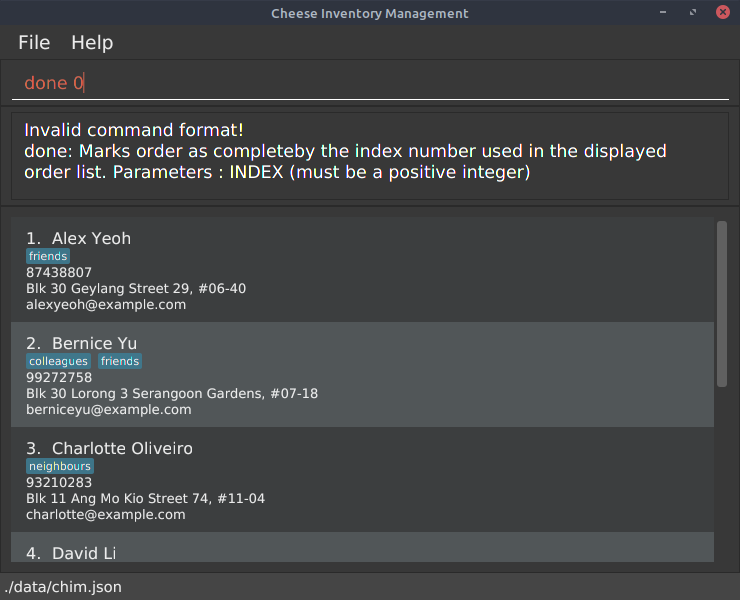 Cheese Inventory Management
File Help
done 0
Invalid command format!
done: Marks order as completeby the index number used in the displayed
order list. Parameters : INDEX (must be a positive integer)
1. Alex Yeoh
friends
87438807
Blk 30 Geylang Street 29, #06-40
alexyeoh@example.com
2. Bernice Yu
colleagues friends
99272758
Blk 30 Lorong 3 Serangoon Gardens, #07-18
berniceyu@example.com
3. Charlotte Oliveiro
neighbours
93210283
Blk 11 Ang Mo Kio Street 74, #11-04
charlotte@example.com
4. David Li
./data/chim.json